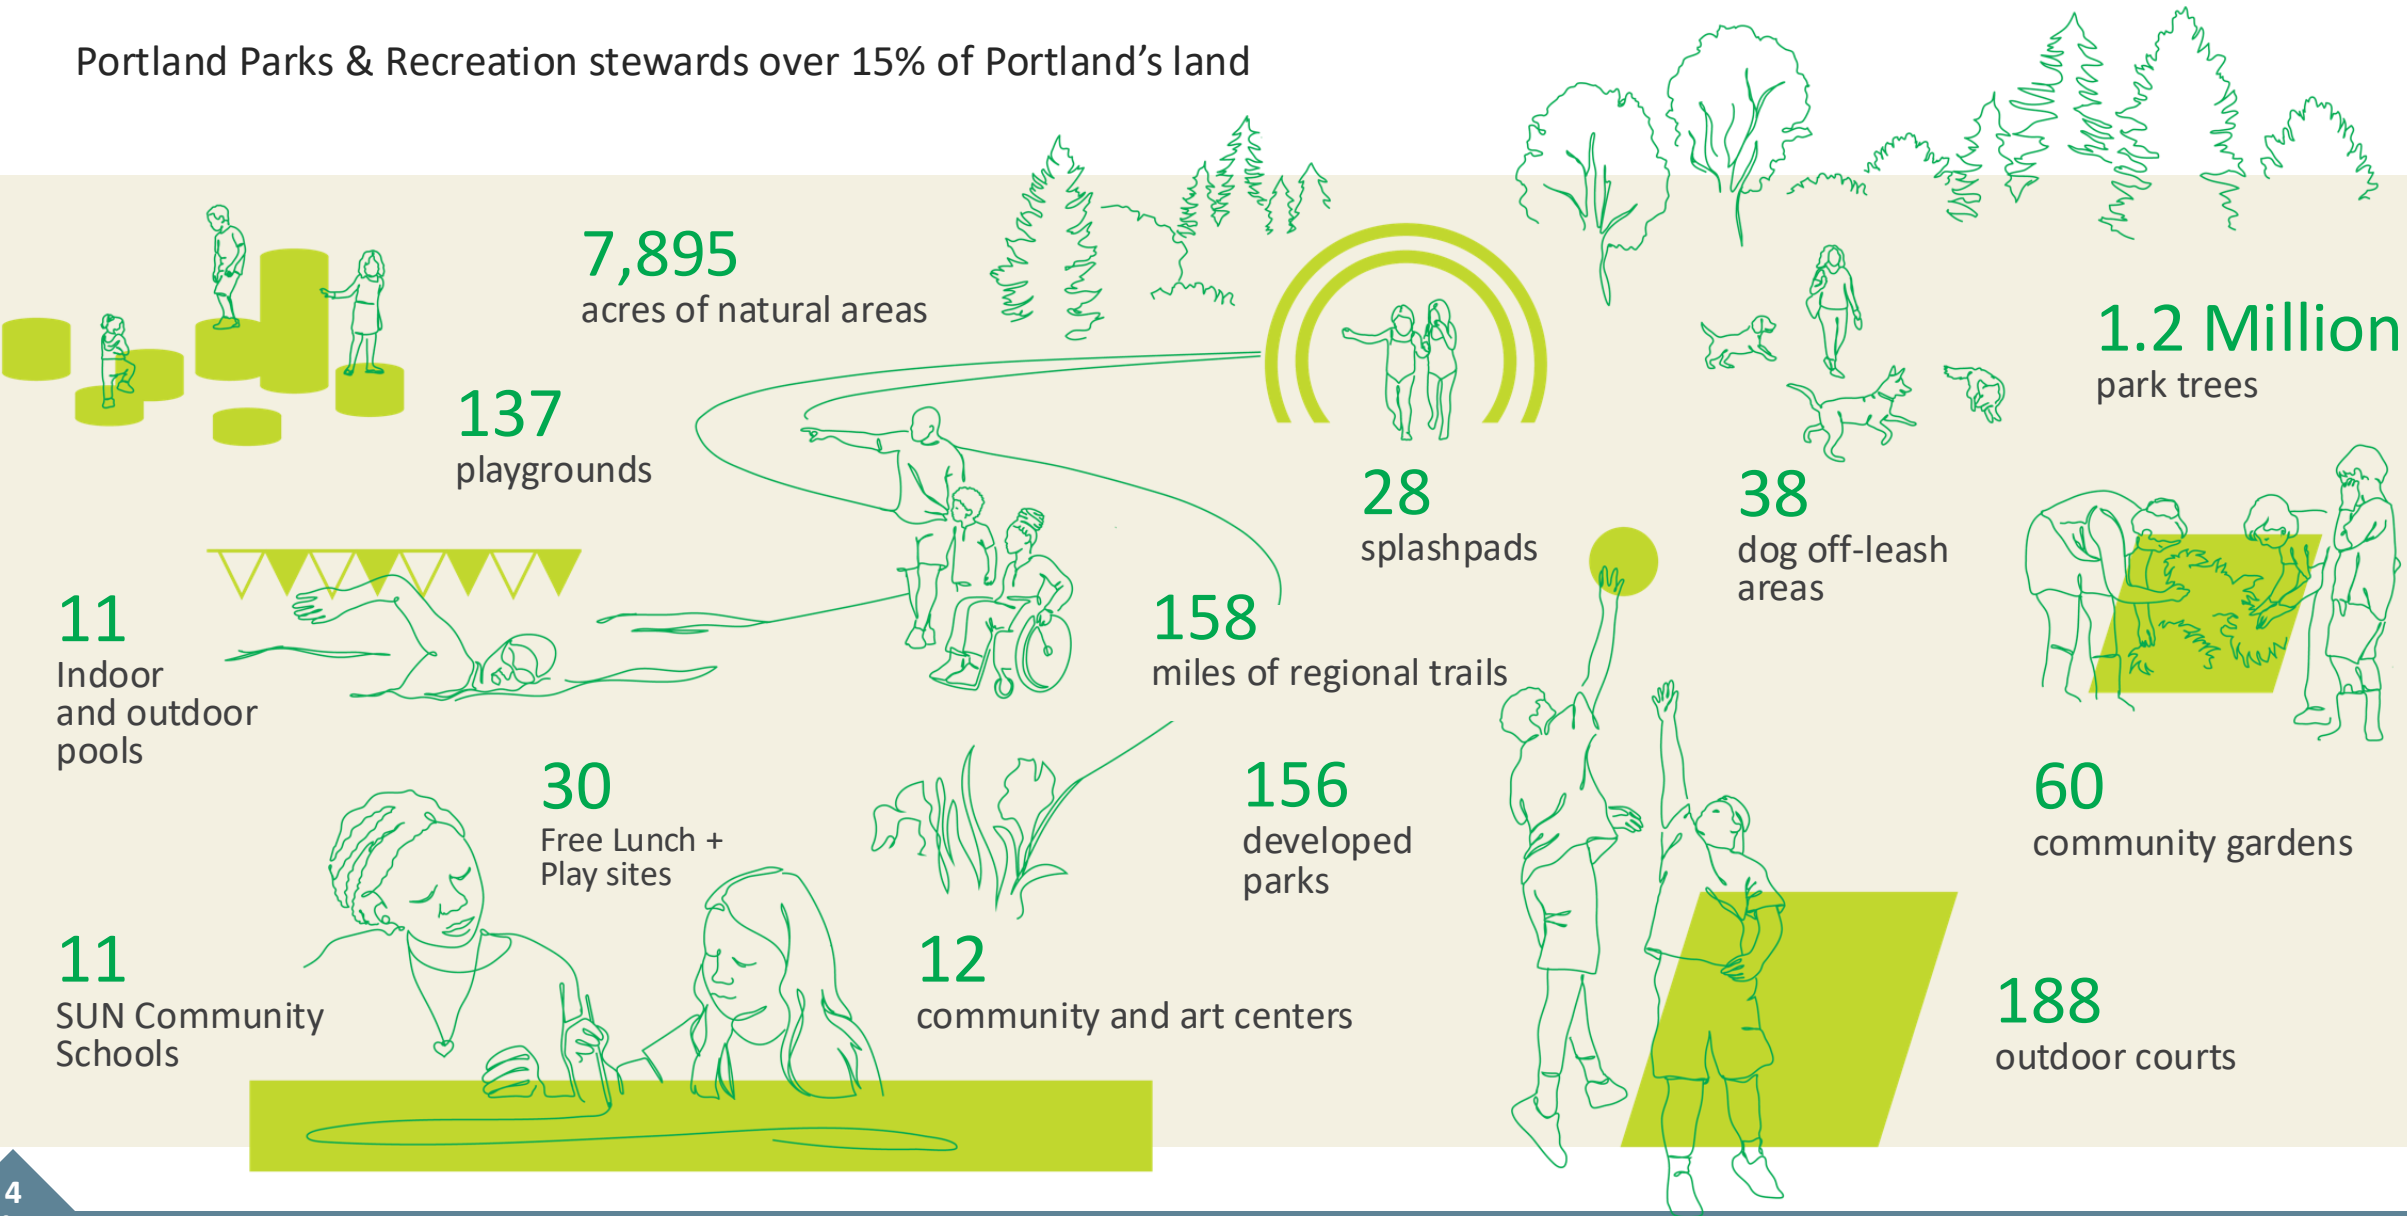 Portland Parks & Recreation stewards over 15% of Portland’s land
7,895
acres of natural areas
1.2 Million
park trees
137
playgrounds
28
splashpads
38
dog off-leash
areas
11
Indoor
and outdoor
pools
158
miles of regional trails
30
Free Lunch +
Play sites
156
developed
parks
60
community gardens
11
SUN Community
Schools
12
community and art centers
188
outdoor courts
4